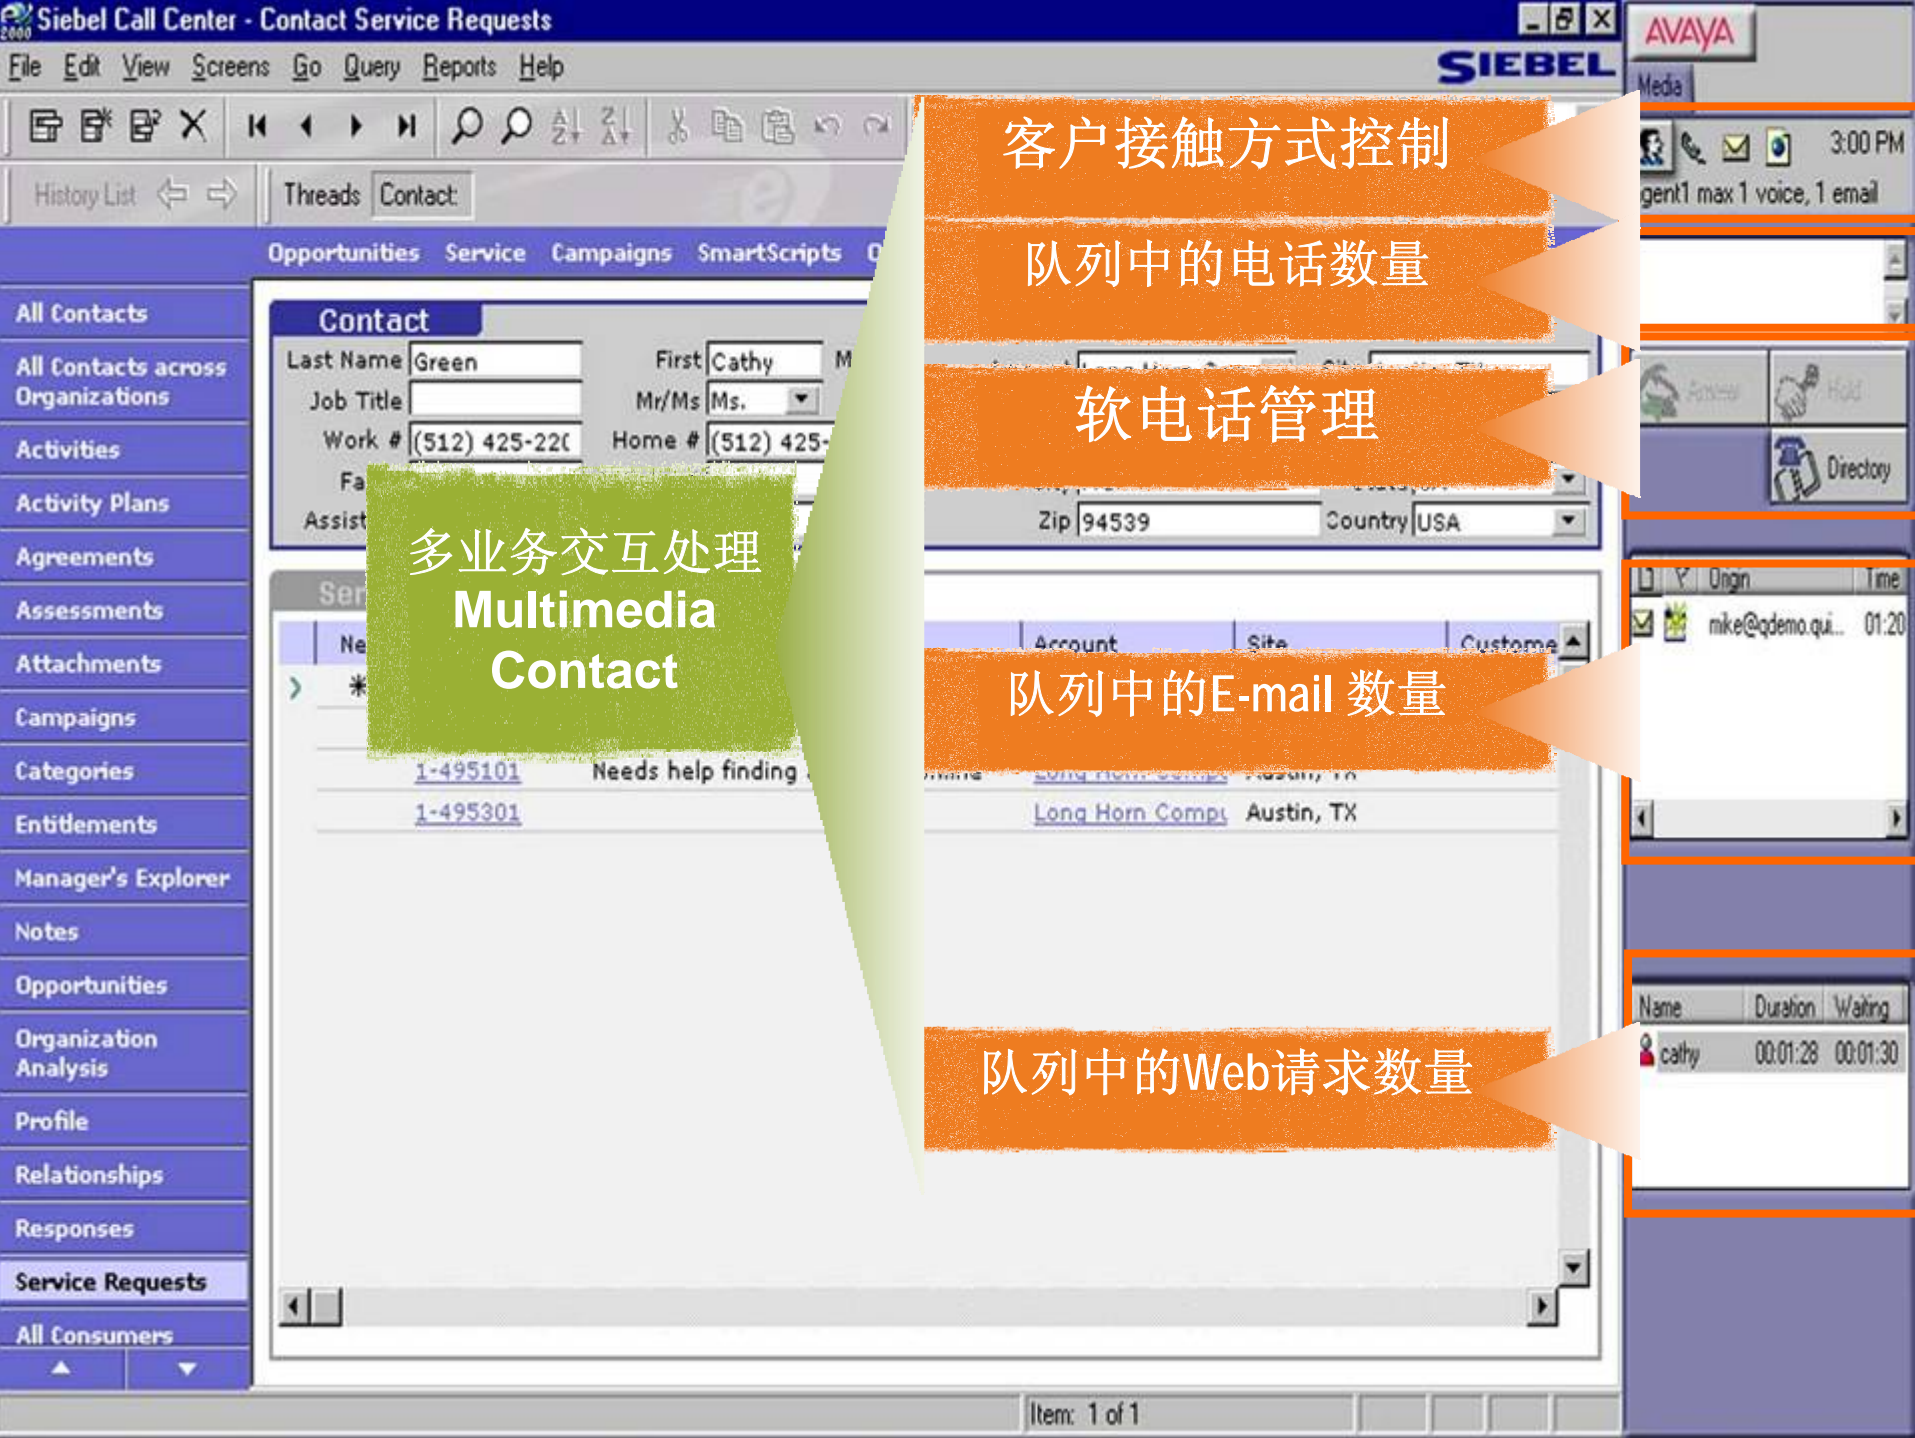 Siebel Call Center - Contact Service Requests
2000
File Edit View Screens Go Query Reports Help
SIEBEL
History List
Threads Contact:
Opportunities Service Campaigns SmartScripts
All Contacts
All Contacts across
Organizations
Activities
Activity Plans
Agreements
Assessments
Attachments
Campaigns
Categories
Entitlements
Manager's Explorer
Notes
Opportunities
Organization
Analysis
Profile
Relationships
Responses
Service Requests
All Consumers
Contact
Last Name Green First Cathy
Job Title Mr/Ms Ms.
Work # (512) 425-220 Home # (512) 425-
Zip 94539 Country USA
Account Site Custome
1-495101 Needs help finding
1-495301 Long Horn Compu Austin, TX
多业务交互处理
Multimedia
Contact
客户接触方式控制
队列中的电话数量
软电话管理
队列中的E-mail 数量
队列中的Web请求数量
AVAYA
Media
3:00 PM
gent1 max 1 voice, 1 email
Answer Hold
Directory
Origin Time
mike@qdemo.qui... 01:20
Name Duration Waiting
cathy 00:01:28 00:01:30
Item: 1 of 1